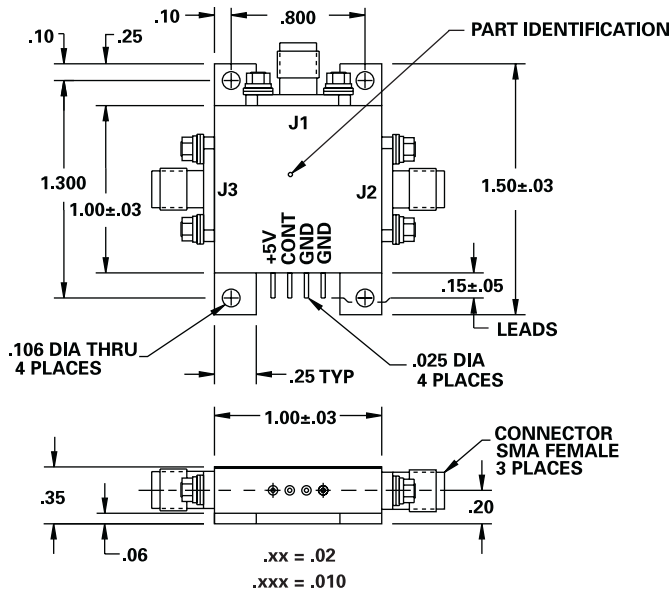 .10
.800
PART IDENTIFICATION
.10
.25
J1
1.300
1.00±.03
J3
J2
1.50±.03
+5V
CONT
GND
GND
.15±.05
LEADS
.106 DIA THRU
4 PLACES
.25 TYP
.025 DIA
4 PLACES
1.00±.03
CONNECTOR
SMA FEMALE
3 PLACES
.35
.20
.06
.xx = .02
.xxx = .010